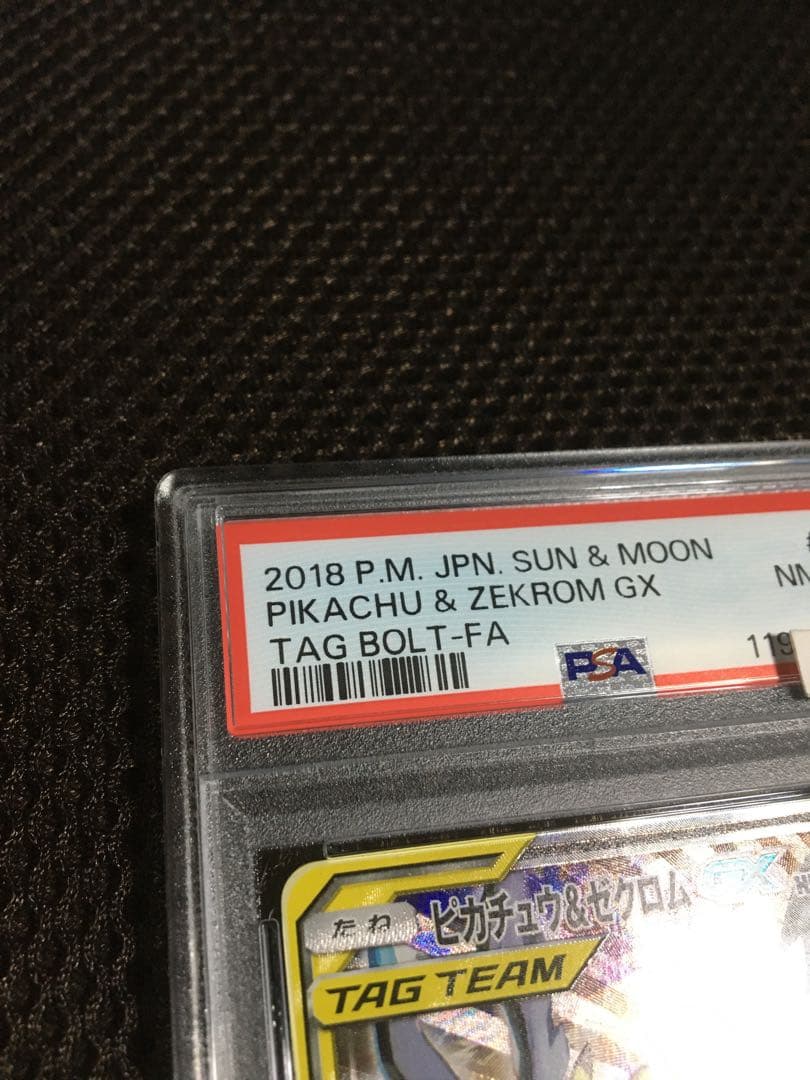 2018 P.M. JPN. SUN & MOON
PIKACHU & ZEKROM GX
TAG BOLT-FA
PSA
たね ピカチュウ&ゼクロム GX
TAG TEAM